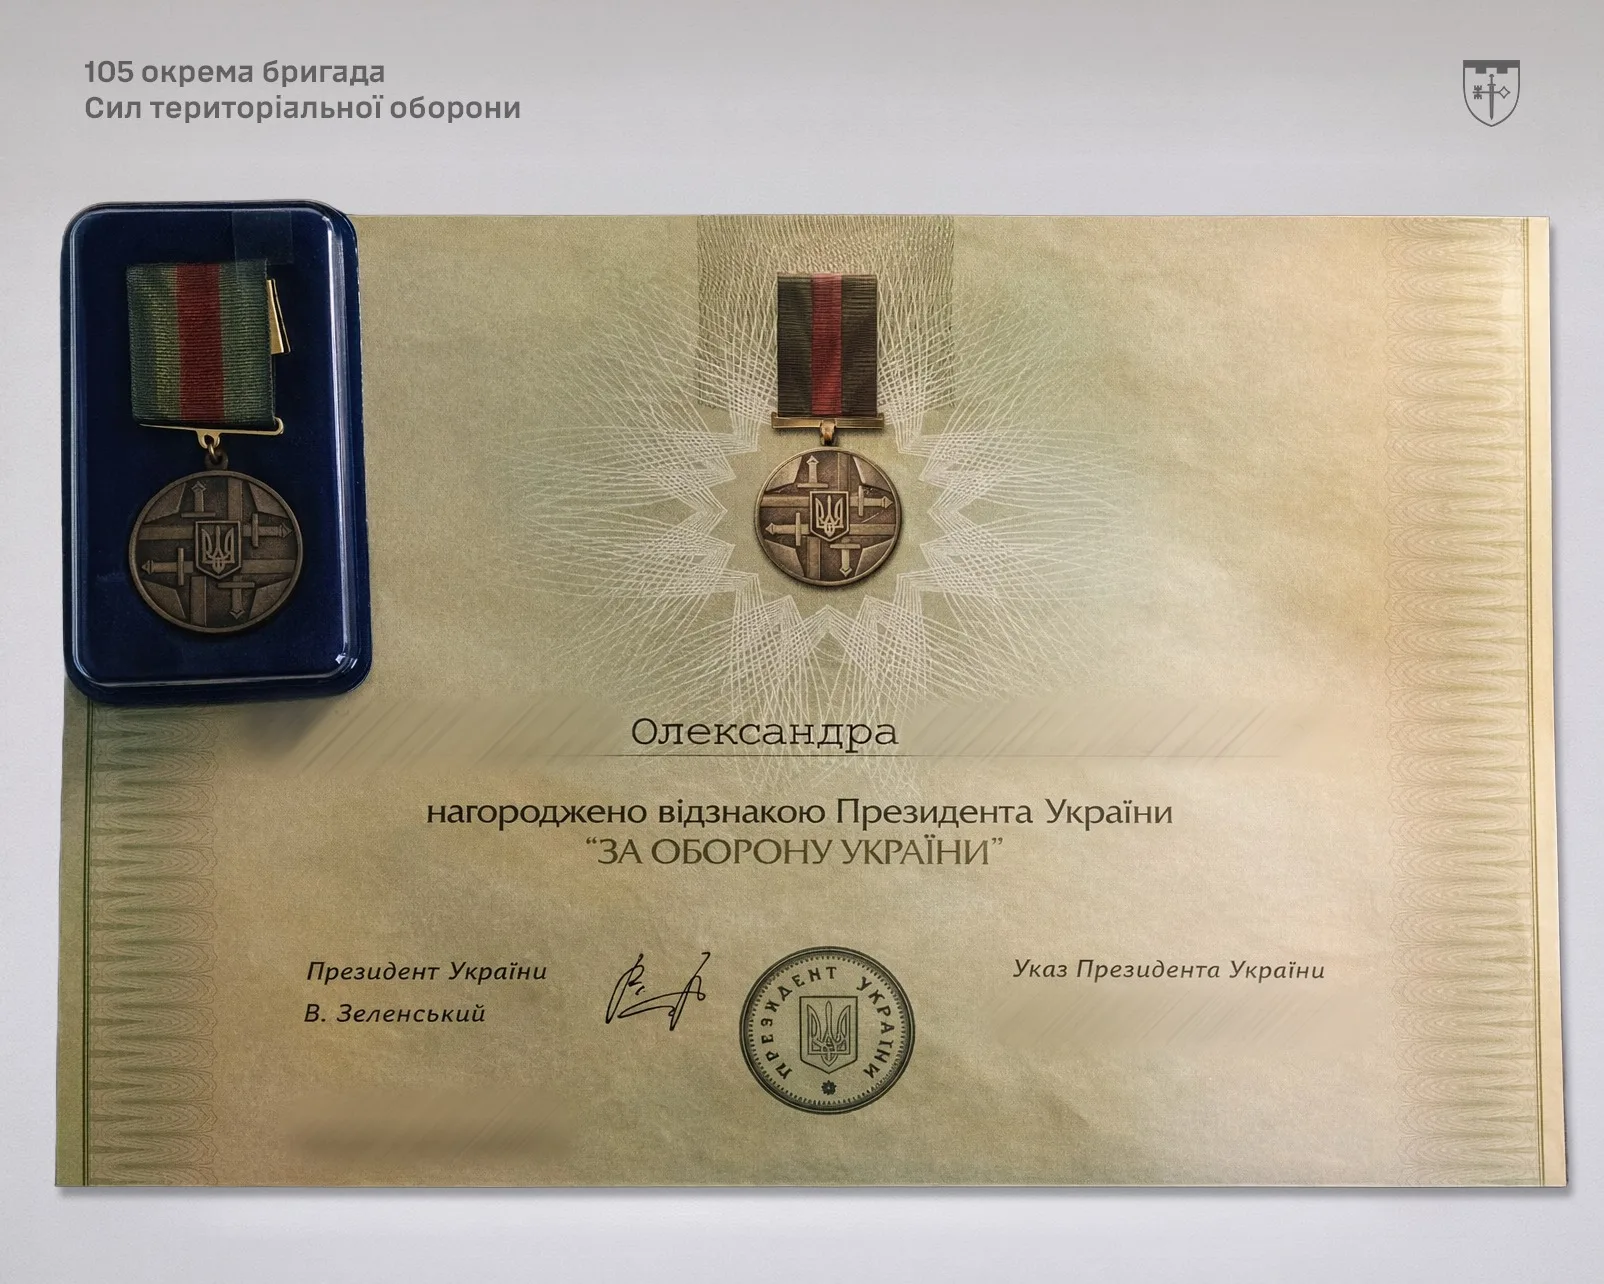 105 окрема бригада
Сил територіальної оборони
Олександра
нагороджено відзнакою Президента України
“ЗА ОБОРОНУ УКРАЇНИ”
Президент України
В. Зеленський
ПРЕЗИДЕНТ УКРАЇНИ
Указ Президента України